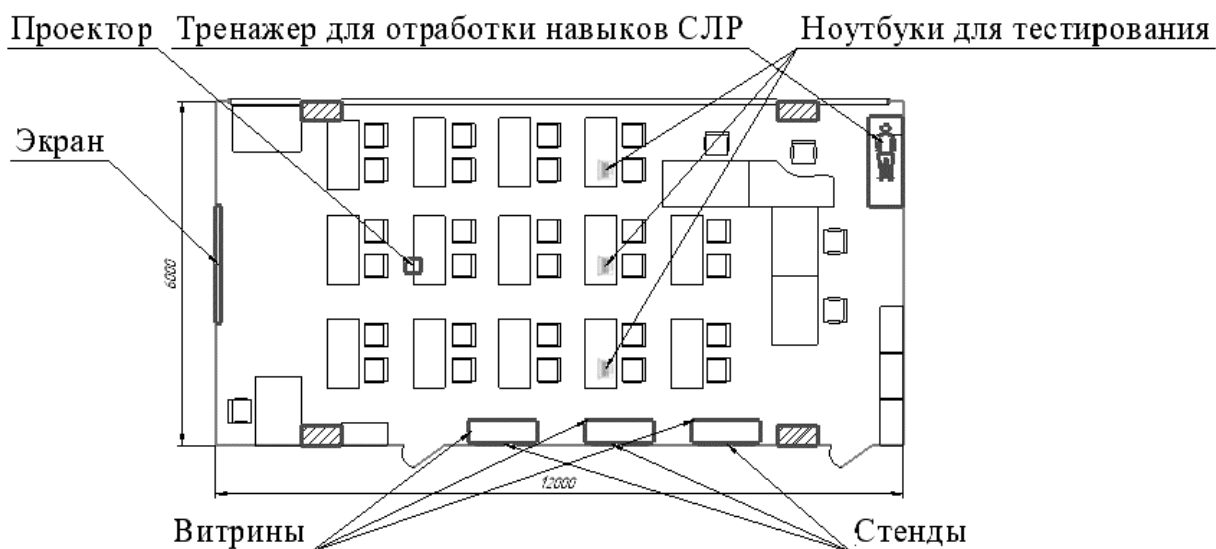 Проектор Тренажер для отработки навыков СЛР Ноутбуки для тестирования
Экран
6000
12000
Витрины Стенды